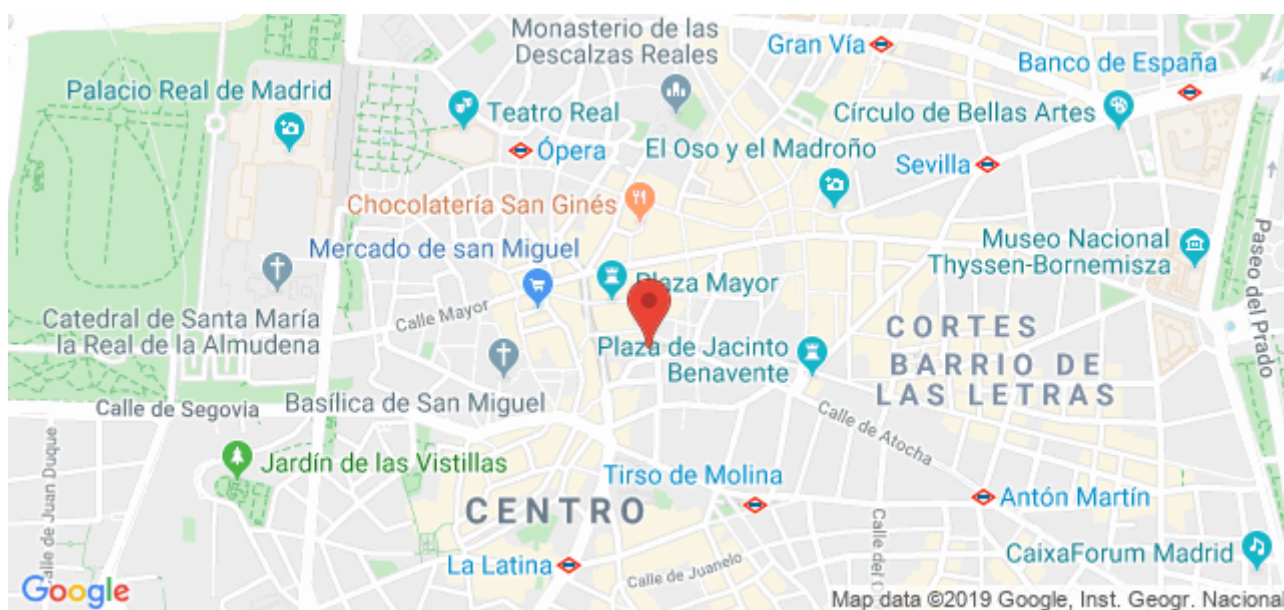 Monasterio de las
Descalzas Reales
Gran Vía
Banco de España
Palacio Real de Madrid
Teatro Real
Círculo de Bellas Artes
Ópera
El Oso y el Madroño
Sevilla
Chocolatería San Ginés
Mercado de san Miguel
Museo Nacional
Thyssen-Bornemisza
Paseo del Prado
Plaza Mayor
Calle Mayor
Catedral de Santa María
la Real de la Almudena
CORTES
Plaza de Jacinto
Benavente
BARRIO DE
LAS LETRAS
Calle de Segovia
Basílica de San Miguel
Calle de Atocha
Jardín de las Vistillas
Tirso de Molina
de Juan Duque
CENTRO
Antón Martín
Calle del
La Latina
Calle de Juanelo
CaixaForum Madrid
Google
Map data ©2019 Google, Inst. Geogr. Naciona